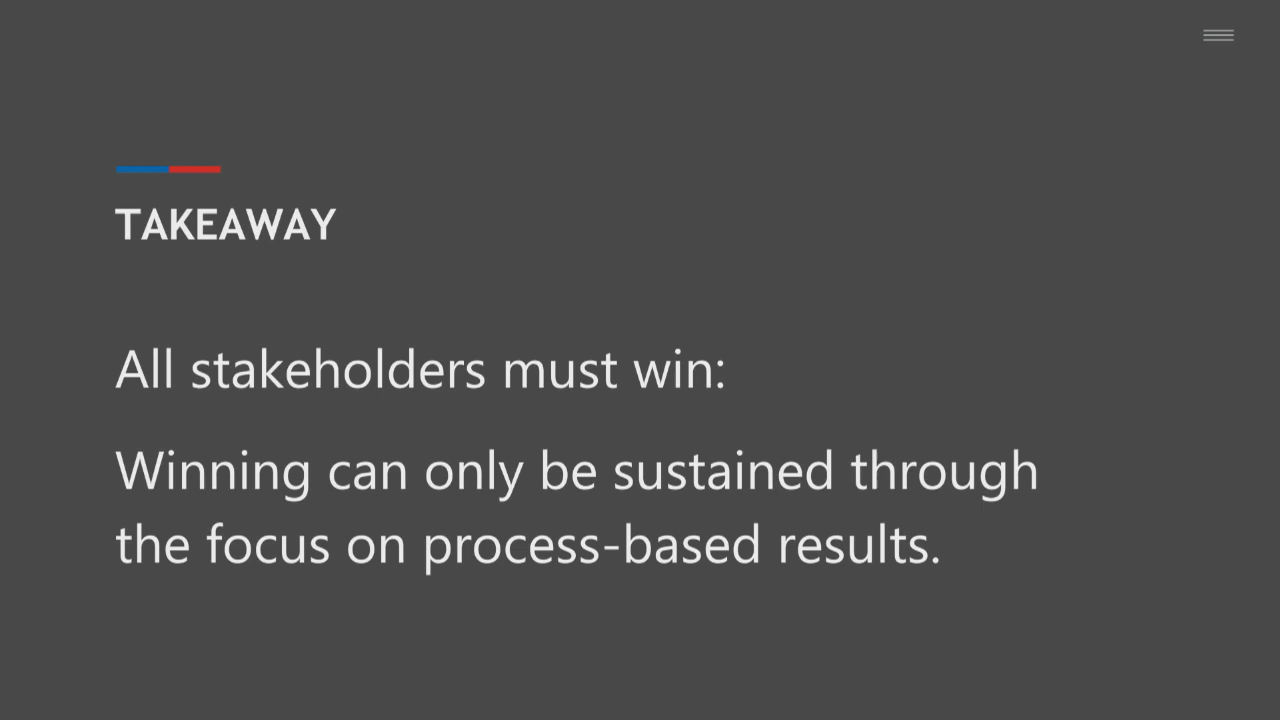 TAKEAWAY
All stakeholders must win:
Winning can only be sustained through
the focus on process-based results.